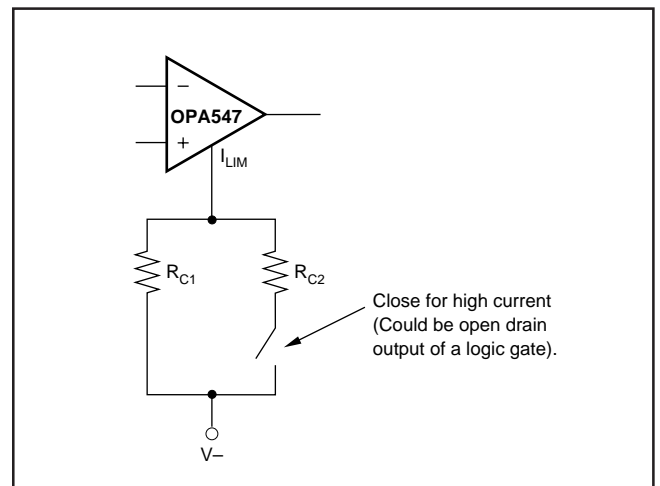 –
OPA547
+
I_LIM
R_C1
R_C2
Close for high current
(Could be open drain
output of a logic gate).
V–